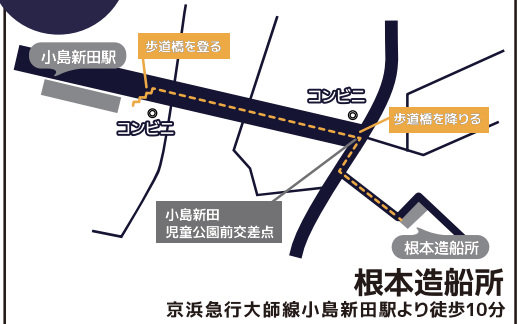 小島新田駅
歩道橋を登る
コンビニ
コンビニ
歩道橋を降りる
小島新田
児童公園前交差点
根本造船所
根本造船所
京浜急行大師線小島新田駅より徒歩10分